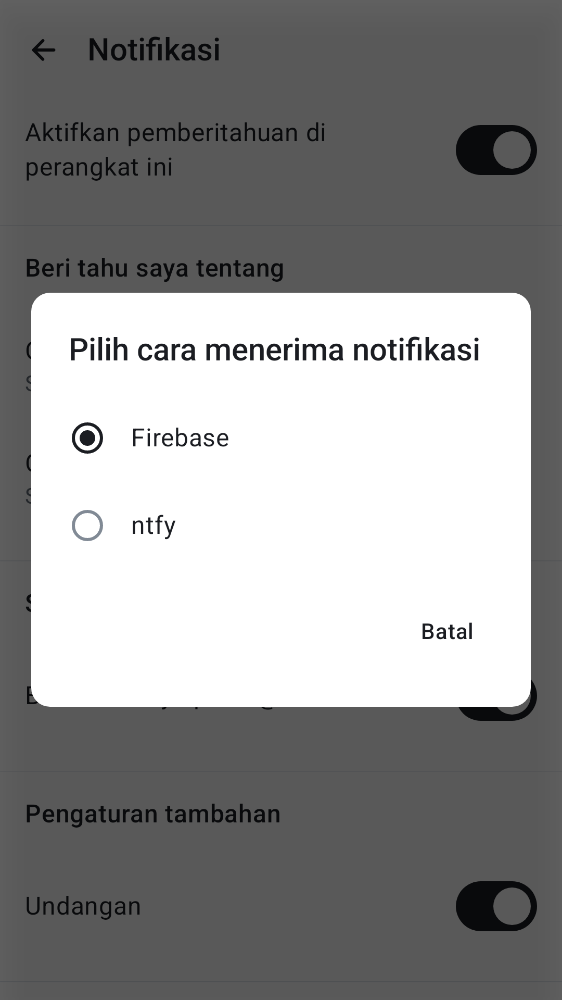 Notifikasi
Aktifkan pemberitahuan di
perangkat ini
Beri tahu saya tentang
Pilih cara menerima notifikasi
Firebase
ntfy
Batal
Pengaturan tambahan
Undangan